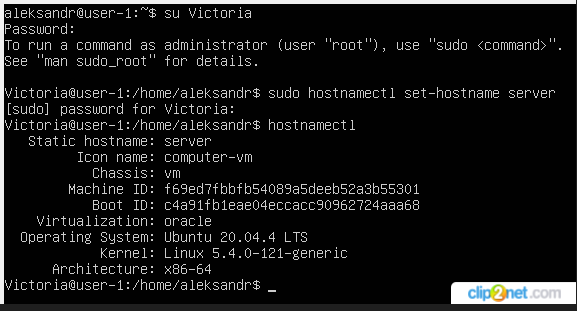 aleksandr@user-1:~$ su Victoria
Password:
To run a command as administrator (user "root"), use "sudo <command>".
See "man sudo_root" for details.
Victoria@user-1:/home/aleksandr$ sudo hostnamectl set-hostname server
[sudo] password for Victoria:
Victoria@user-1:/home/aleksandr$ hostnamectl
Static hostname: server
Icon name: computer-vm
Chassis: vm
Machine ID: f69ed7fbbfb54089a5deeb52a3b55301
Boot ID: c4a91fb1eae04eccacc90962724aaa68
Virtualization: oracle
Operating System: Ubuntu 20.04.4 LTS
Kernel: Linux 5.4.0-121-generic
Architecture: x86-64
Victoria@user-1:/home/aleksandr$ _
clip2net.com